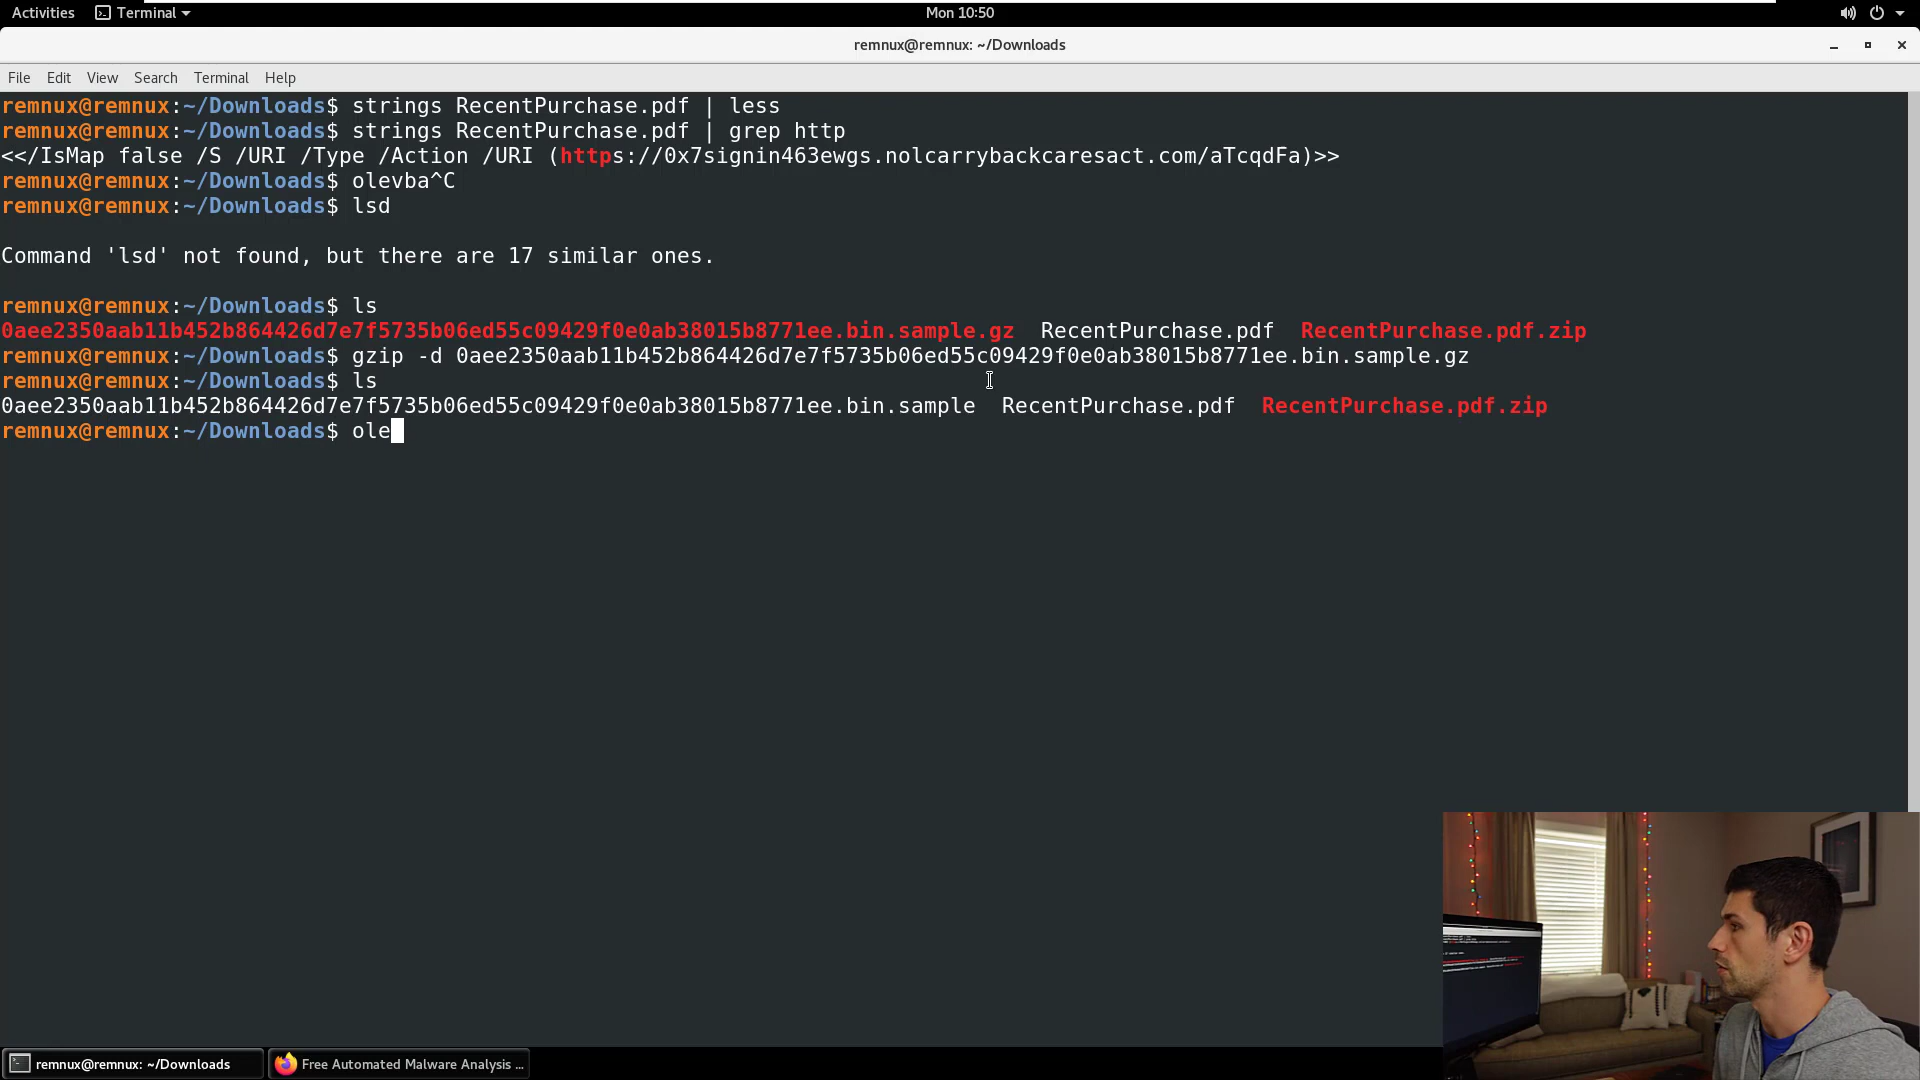 Activities Terminal Mon 10:50
remnux@remnux: ~/Downloads
File Edit View Search Terminal Help
remnux@remnux:~/Downloads$ strings RecentPurchase.pdf | less
remnux@remnux:~/Downloads$ strings RecentPurchase.pdf | grep http
<</IsMap false /S /URI /Type /Action /URI (https://0x7signin463ewgs.nolcarrybackcaresact.com/aTcqdFa)>>
remnux@remnux:~/Downloads$ olevba^C
remnux@remnux:~/Downloads$ lsd
Command 'lsd' not found, but there are 17 similar ones.
remnux@remnux:~/Downloads$ ls
0aee2350aab11b452b864426d7e7f5735b06ed55c09429f0e0ab38015b8771ee.bin.sample.gz RecentPurchase.pdf RecentPurchase.pdf.zip
remnux@remnux:~/Downloads$ gzip -d 0aee2350aab11b452b864426d7e7f5735b06ed55c09429f0e0ab38015b8771ee.bin.sample.gz
remnux@remnux:~/Downloads$ ls
0aee2350aab11b452b864426d7e7f5735b06ed55c09429f0e0ab38015b8771ee.bin.sample RecentPurchase.pdf RecentPurchase.pdf.zip
remnux@remnux:~/Downloads$ ole
remnux@remnux: ~/Downloads Free Automated Malware Analysis ...